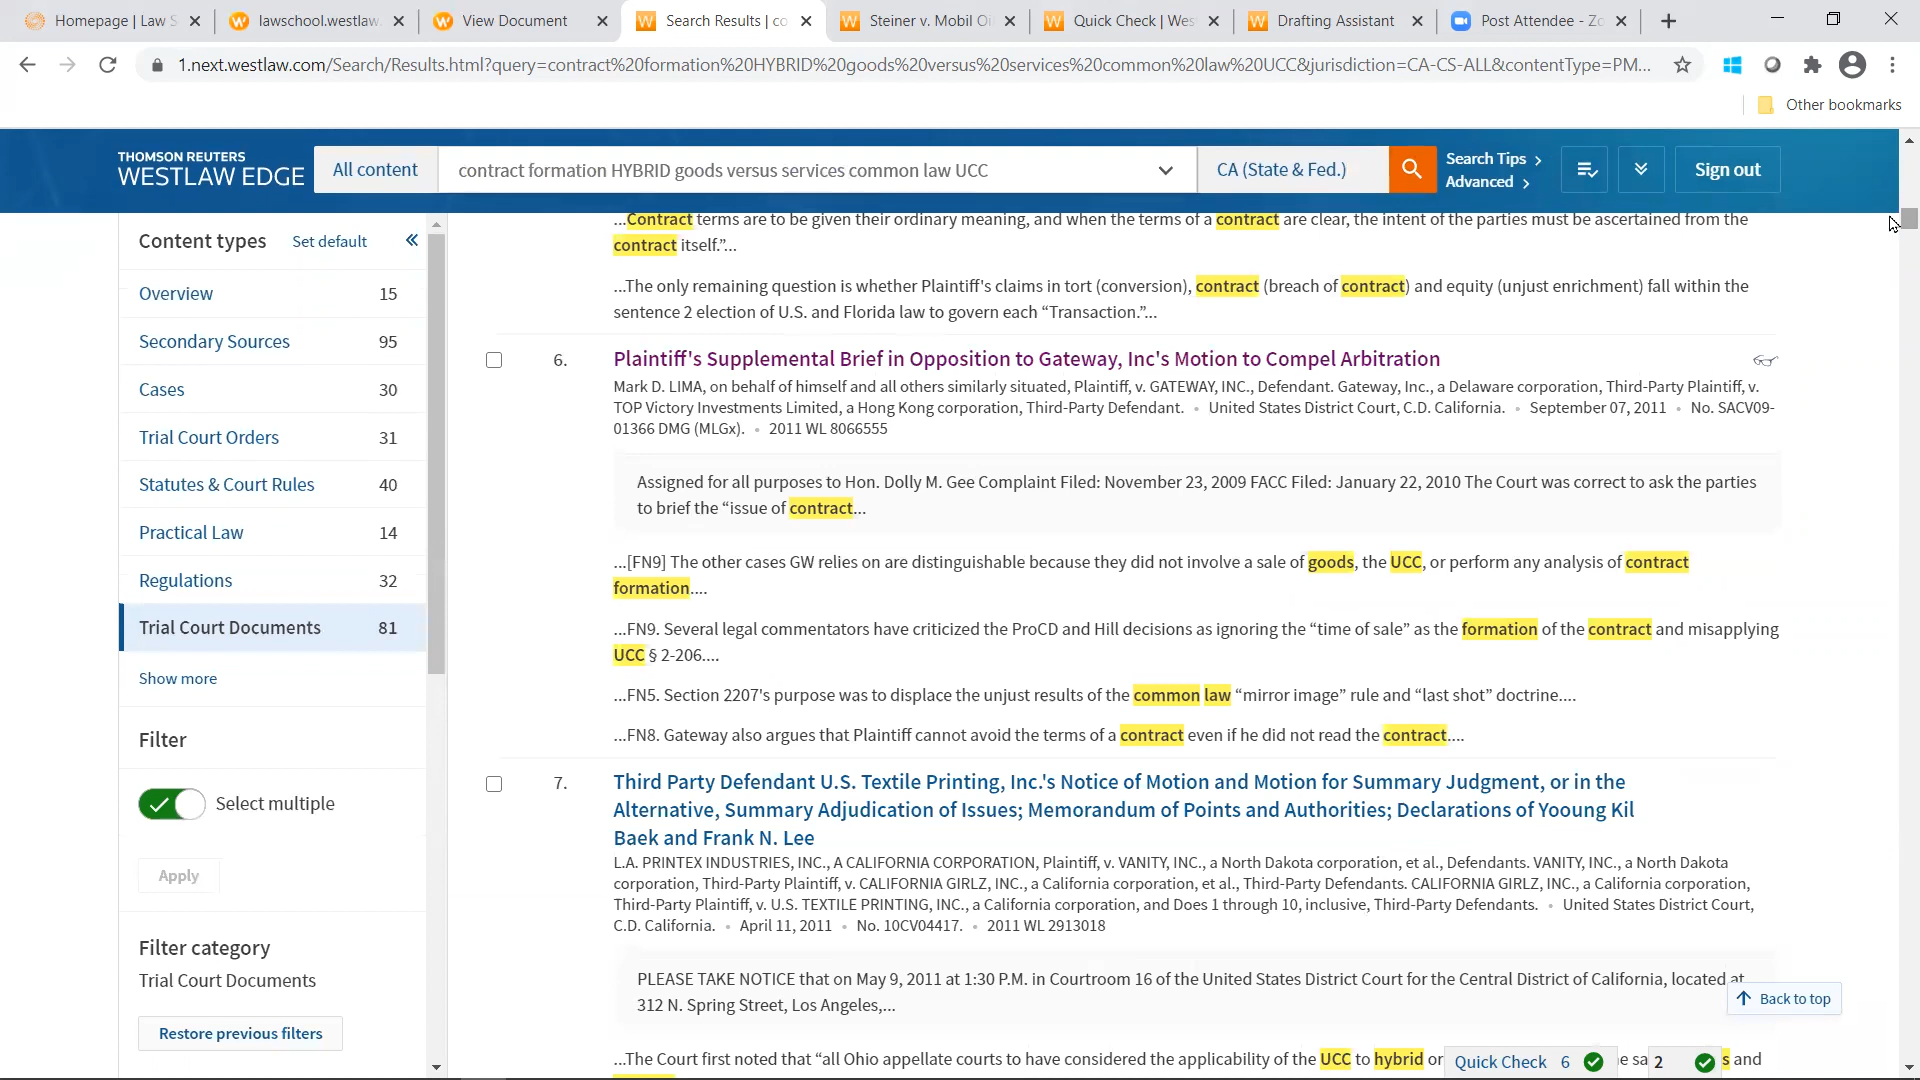 Homepage | Law S
lawschool.westlaw.
View Document
Search Results | co
Steiner v. Mobil Oi
Quick Check | Wes
Drafting Assistant
Post Attendee - Zo
1.next.westlaw.com/Search/Results.html?query=contract%20formation%20HYBRID%20goods%20versus%20services%20common%20law%20UCC&jurisdiction=CA-CS-ALL&contentType=PM...
Other bookmarks
THOMSON REUTERS
WESTLAW EDGE
All content
contract formation HYBRID goods versus services common law UCC
CA (State & Fed.)
Search Tips
Advanced
Sign out
Content types Set default
Overview 15
Secondary Sources 95
Cases 30
Trial Court Orders 31
Statutes & Court Rules 40
Practical Law 14
Regulations 32
Trial Court Documents 81
Show more
Filter
Select multiple
Apply
Filter category
Trial Court Documents
Restore previous filters
...Contract terms are to be given their ordinary meaning, and when the terms of a contract are clear, the intent of the parties must be ascertained from the
contract itself.”...
...The only remaining question is whether Plaintiff's claims in tort (conversion), contract (breach of contract) and equity (unjust enrichment) fall within the
sentence 2 election of U.S. and Florida law to govern each “Transaction.”...
6. Plaintiff's Supplemental Brief in Opposition to Gateway, Inc's Motion to Compel Arbitration
Mark D. LIMA, on behalf of himself and all others similarly situated, Plaintiff, v. GATEWAY, INC., Defendant. Gateway, Inc., a Delaware corporation, Third-Party Plaintiff, v.
TOP Victory Investments Limited, a Hong Kong corporation, Third-Party Defendant. • United States District Court, C.D. California. • September 07, 2011 • No. SACV09-
01366 DMG (MLGx). • 2011 WL 8066555
Assigned for all purposes to Hon. Dolly M. Gee Complaint Filed: November 23, 2009 FACC Filed: January 22, 2010 The Court was correct to ask the parties
to brief the “issue of contract...
...[FN9] The other cases GW relies on are distinguishable because they did not involve a sale of goods, the UCC, or perform any analysis of contract
formation....
...FN9. Several legal commentators have criticized the ProCD and Hill decisions as ignoring the “time of sale” as the formation of the contract and misapplying
UCC § 2-206....
...FN5. Section 2207's purpose was to displace the unjust results of the common law “mirror image” rule and “last shot” doctrine....
...FN8. Gateway also argues that Plaintiff cannot avoid the terms of a contract even if he did not read the contract....
7. Third Party Defendant U.S. Textile Printing, Inc.'s Notice of Motion and Motion for Summary Judgment, or in the
Alternative, Summary Adjudication of Issues; Memorandum of Points and Authorities; Declarations of Yooung Kil
Baek and Frank N. Lee
L.A. PRINTEX INDUSTRIES, INC., A CALIFORNIA CORPORATION, Plaintiff, v. VANITY, INC., a North Dakota corporation, et al., Defendants. VANITY, INC., a North Dakota
corporation, Third-Party Plaintiff, v. CALIFORNIA GIRLZ, INC., a California corporation, et al., Third-Party Defendants. CALIFORNIA GIRLZ, INC., a California corporation,
Third-Party Plaintiff, v. U.S. TEXTILE PRINTING, INC., a California corporation, and Does 1 through 10, inclusive, Third-Party Defendants. • United States District Court,
C.D. California. • April 11, 2011 • No. 10CV04417. • 2011 WL 2913018
PLEASE TAKE NOTICE that on May 9, 2011 at 1:30 P.M. in Courtroom 16 of the United States District Court for the Central District of California, located at
312 N. Spring Street, Los Angeles,...
Back to top
...The Court first noted that “all Ohio appellate courts to have considered the applicability of the UCC to hybrid or
Quick Check 6
e sa
2
s and